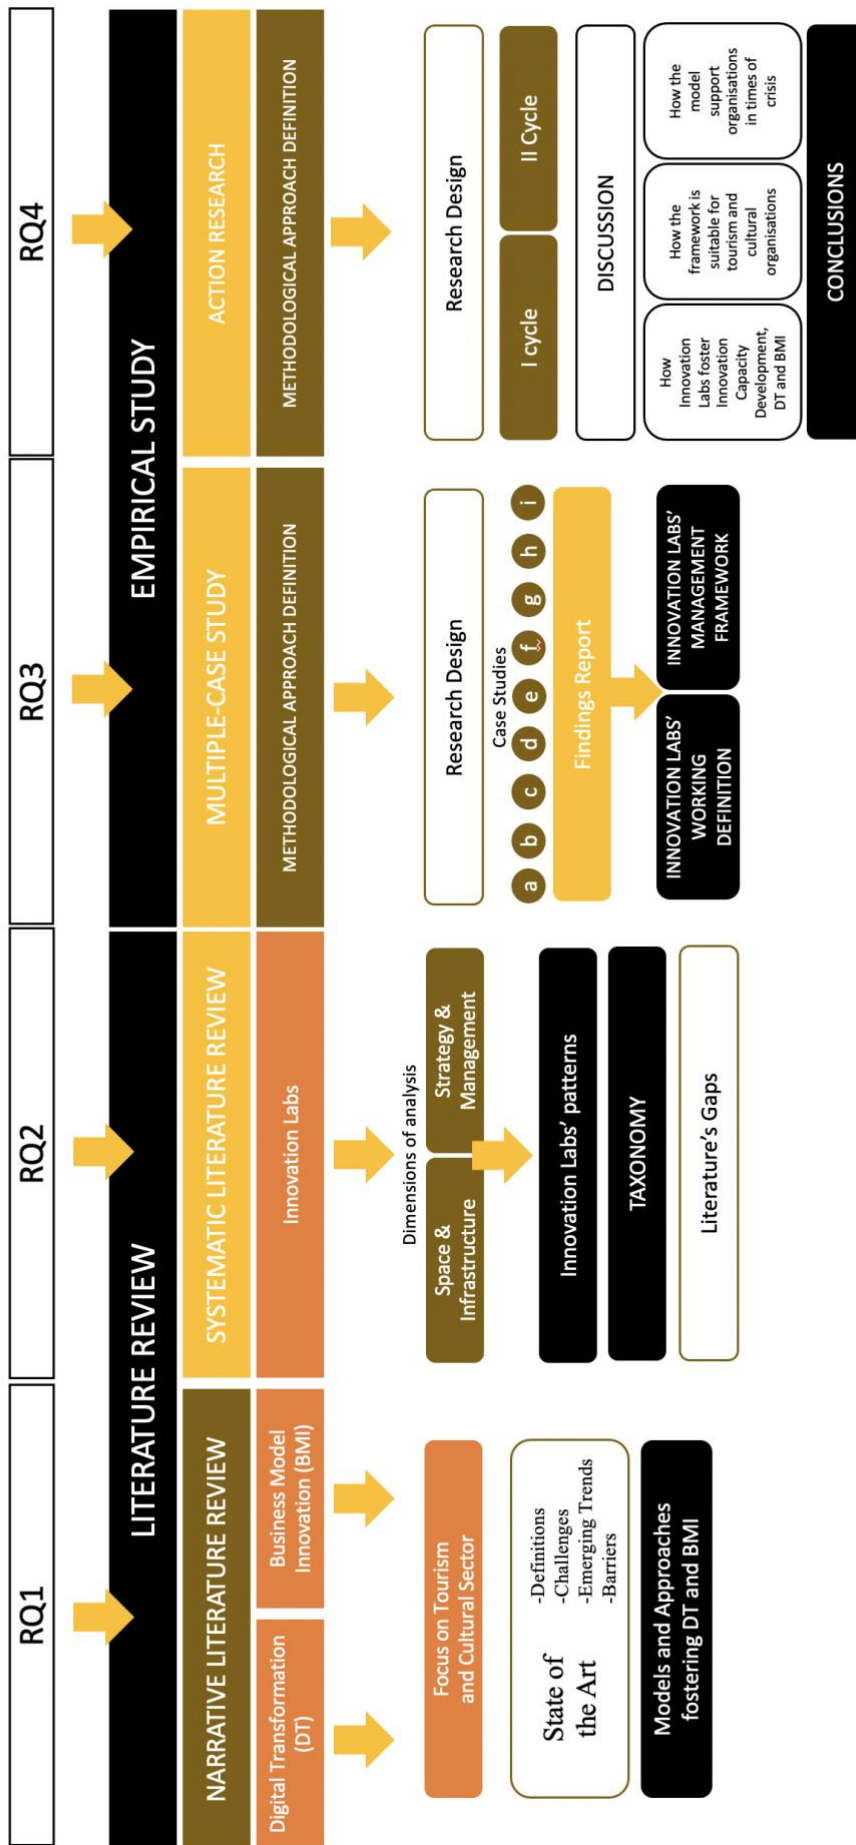 RQ1
RQ2
RQ3
RQ4
LITERATURE REVIEW
EMPIRICAL STUDY
NARRATIVE LITERATURE REVIEW
SYSTEMATIC LITERATURE REVIEW
MULTIPLE-CASE STUDY
ACTION RESEARCH
Digital Transformation
(DT)
Business Model
Innovation (BMI)
Innovation Labs
METHODOLOGICAL APPROACH DEFINITION
METHODOLOGICAL APPROACH DEFINITION
Focus on Tourism
and Cultural Sector
State of
the Art
-Definitions
-Challenges
-Emerging Trends
-Barriers
Models and Approaches
fostering DT and BMI
Dimensions of analysis
Space &
Infrastructure
Strategy &
Management
Innovation Labs' patterns
TAXONOMY
Literature's Gaps
Research Design
Case Studies
a b c d e f g h i
Findings Report
INNOVATION LABS'
WORKING
DEFINITION
INNOVATION LABS'
MANAGEMENT
FRAMEWORK
Research Design
I cycle
II Cycle
DISCUSSION
How
Innovation
Labs foster
Innovation
Capacity
Development,
DT and BMI
How the
framework is
suitable for
tourism and
cultural
organisations
How the
model
support
organisations
in times of
crisis
CONCLUSIONS